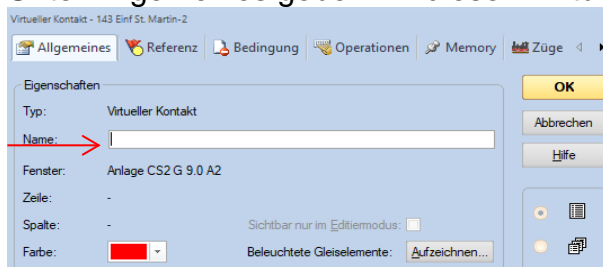 Virtueller Kontakt - 143 Einf St. Martin-2
Allgemeines Referenz Bedingung Operationen Memory Züge
Eigenschaften
OK
Typ: Virtueller Kontakt
Abbrechen
Name:
Hilfe
Fenster: Anlage CS2 G 9.0 A2
Zeile: -
Spalte: - Sichtbar nur im Editiermodus:
Farbe: Beleuchtete Gleiselemente: Aufzeichnen...